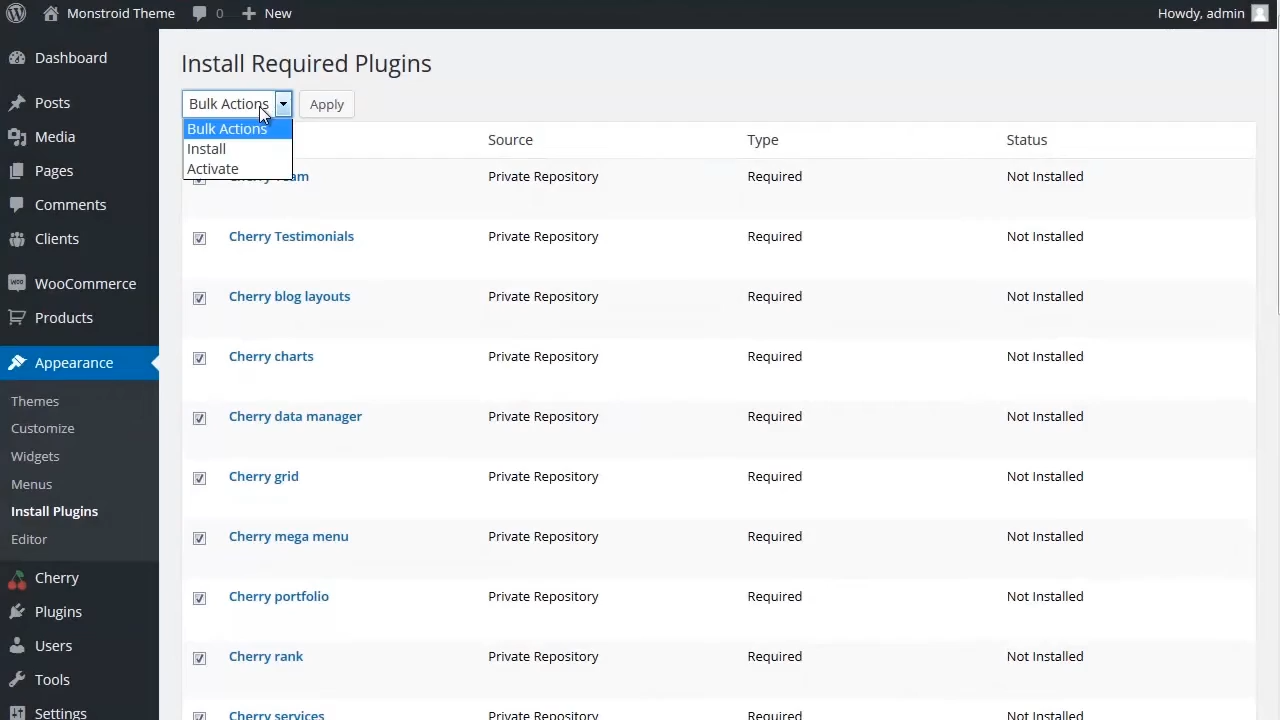 Monstroid Theme 0 New Howdy, admin
Dashboard
Posts
Media
Pages
Comments
Clients
WooCommerce
Products
Appearance
Themes
Customize
Widgets
Menus
Install Plugins
Editor
Cherry
Plugins
Users
Tools
Settings
Install Required Plugins
Bulk Actions Apply
Bulk Actions
Install
Activate
Source Type Status
Private Repository Required Not Installed
Cherry Testimonials Private Repository Required Not Installed
Cherry blog layouts Private Repository Required Not Installed
Cherry charts Private Repository Required Not Installed
Cherry data manager Private Repository Required Not Installed
Cherry grid Private Repository Required Not Installed
Cherry mega menu Private Repository Required Not Installed
Cherry portfolio Private Repository Required Not Installed
Cherry rank Private Repository Required Not Installed
Cherry services Private Repository Required Not Installed